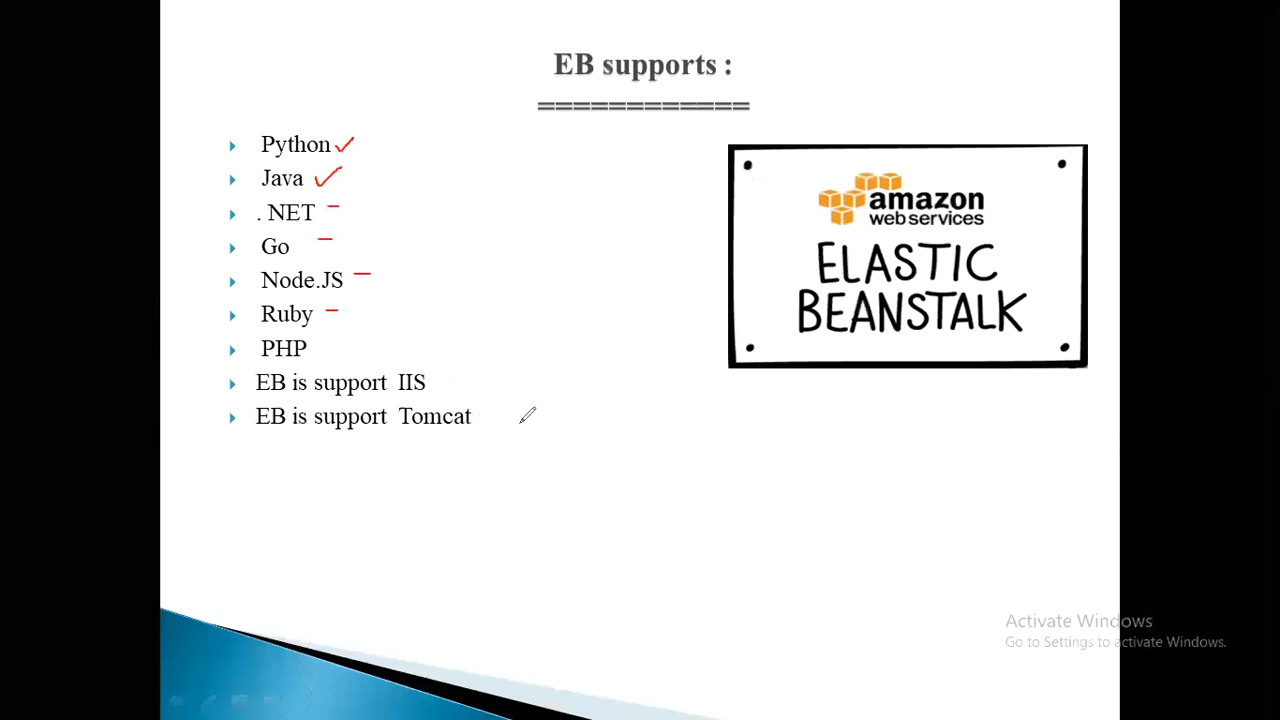 EB supports :
============
Python
Java
. NET
Go
Node.JS
Ruby
PHP
EB is support IIS
EB is support Tomcat
amazon
web services
ELASTIC
BEANSTALK
Activate Windows
Go to Settings to activate Windows.